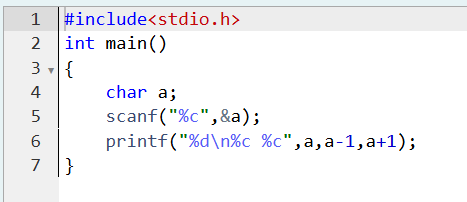 1 #include<stdio.h>
2 int main()
3 {
4     char a;
5     scanf("%c",&a);
6     printf("%d\n%c %c",a,a-1,a+1);
7 }